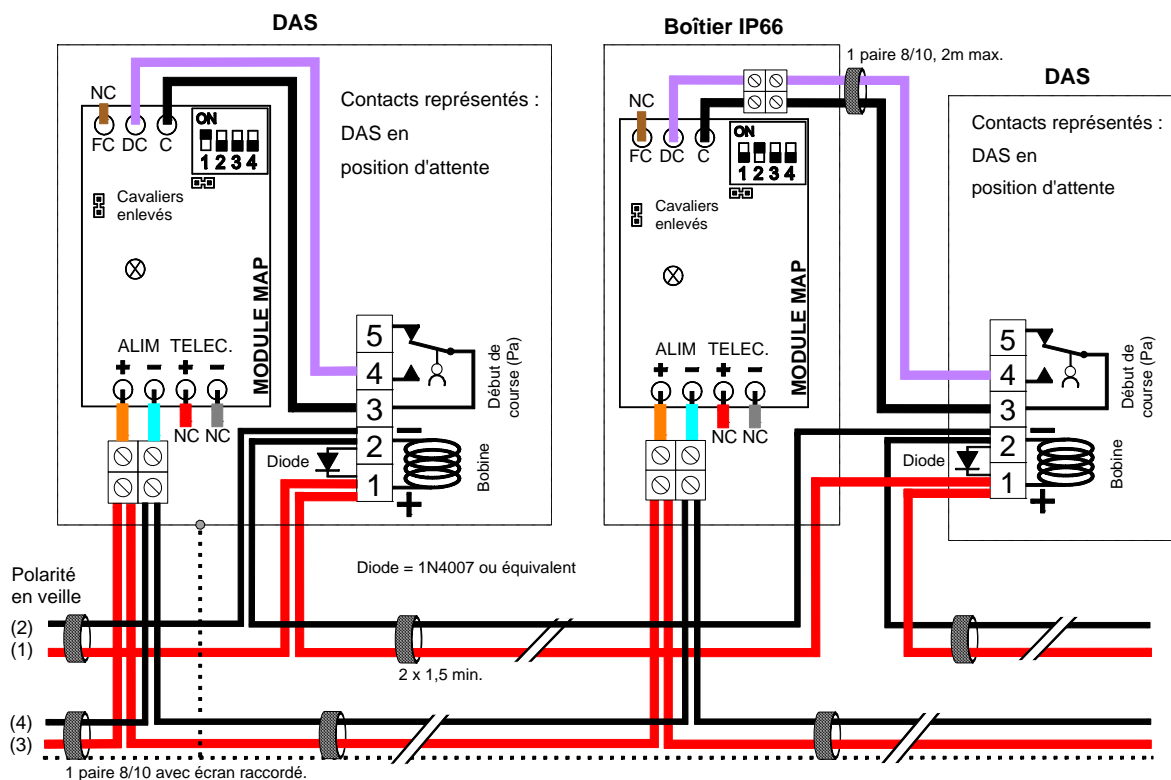 DAS
Boîtier IP66
1 paire 8/10, 2m max.
DAS
NC
FC DC C
ON
1 2 3 4
Contacts représentés :
DAS en
position d'attente
Cavaliers
enlevés
MODULE MAP
ALIM TELEC.
+ − + −
NC NC
5
4
3
2
1
Début de
course (Pa)
Diode
Bobine
−
+
NC
FC DC C
ON
1 2 3 4
Cavaliers
enlevés
MODULE MAP
ALIM TELEC.
+ − + −
NC NC
Contacts représentés :
DAS en
position d'attente
5
4
3
2
1
Début de
course (Pa)
Diode
Bobine
−
+
Diode = 1N4007 ou équivalent
Polarité
en veille
(2)
(1)
2 x 1,5 min.
(4)
(3)
1 paire 8/10 avec écran raccordé.